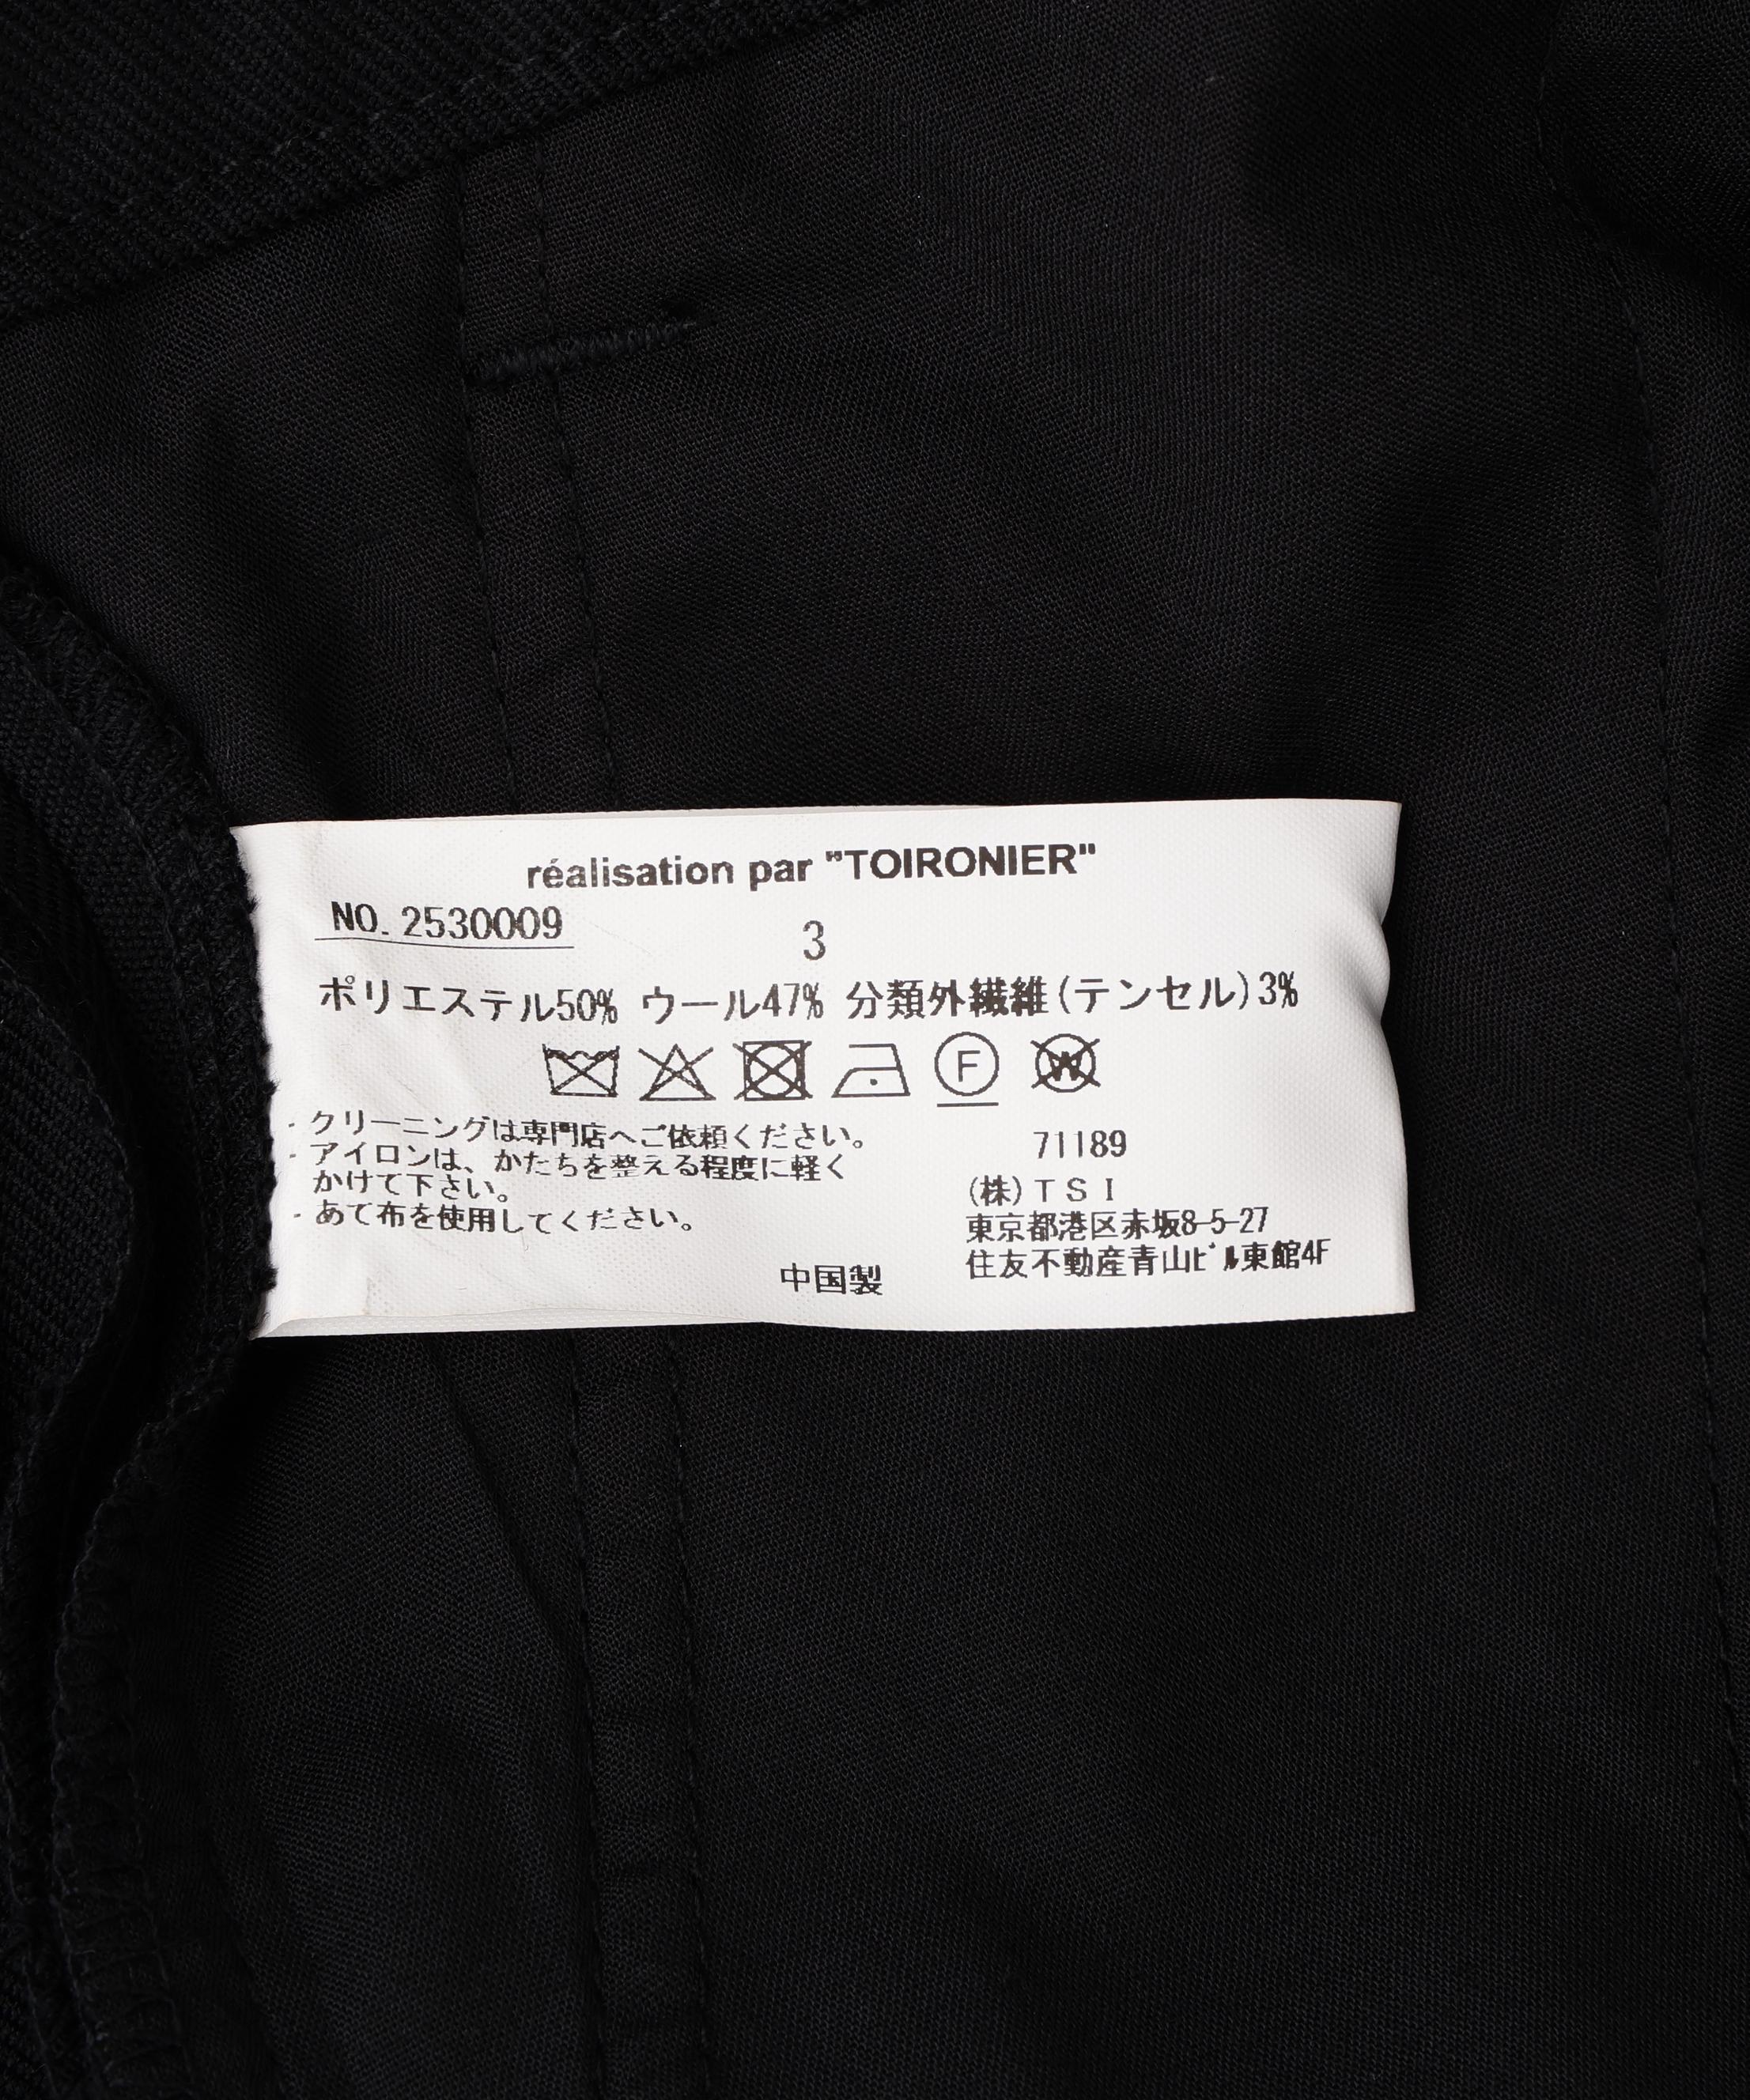 réalisation par "TOIRONIER"
NO. 2530009
3
ポリエステル50% ウール47% 分類外繊維(テンセル)3%
F W
・クリーニングは専門店へご依頼ください。
・アイロンは、かたちを整える程度に軽く
かけて下さい。
・あて布を使用してください。
中国製
71189
(株)TSI
東京都港区赤坂8-5-27
住友不動産青山ﾋﾞﾙ東館4F